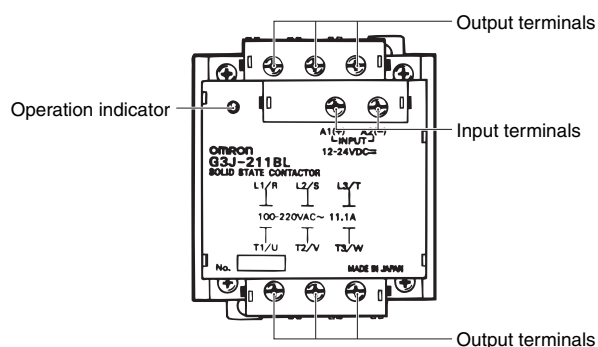 Output terminals
Operation indicator
Input terminals
A1(+) A2(-)
INPUT
12-24VDC
OMRON
G3J-211BL
SOLID STATE CONTACTOR
L1/R L2/S L3/T
100-220VAC~ 11.1A
T1/U T2/V T3/W
No. MADE IN JAPAN
Output terminals